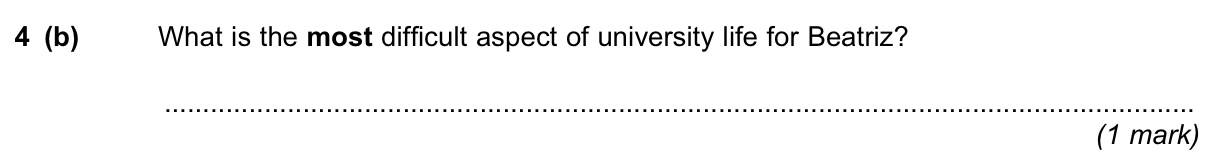 4 (b) What is the most difficult aspect of university life for Beatriz?
....................................................................................................................................
(1 mark)